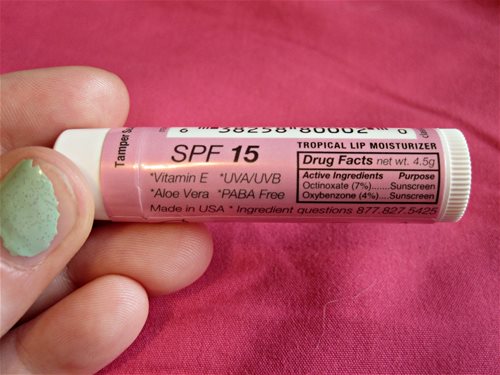 6 38258 80002 0
Tamper
SPF 15
*Vitamin E *UVA/UVB
*Aloe Vera *PABA Free
TROPICAL LIP MOISTURIZER
Drug Facts net wt. 4.5g
Active Ingredients Purpose
Octinoxate (7%).......Sunscreen
Oxybenzone (4%)....Sunscreen
Made in USA * Ingredient questions 877.827.5425